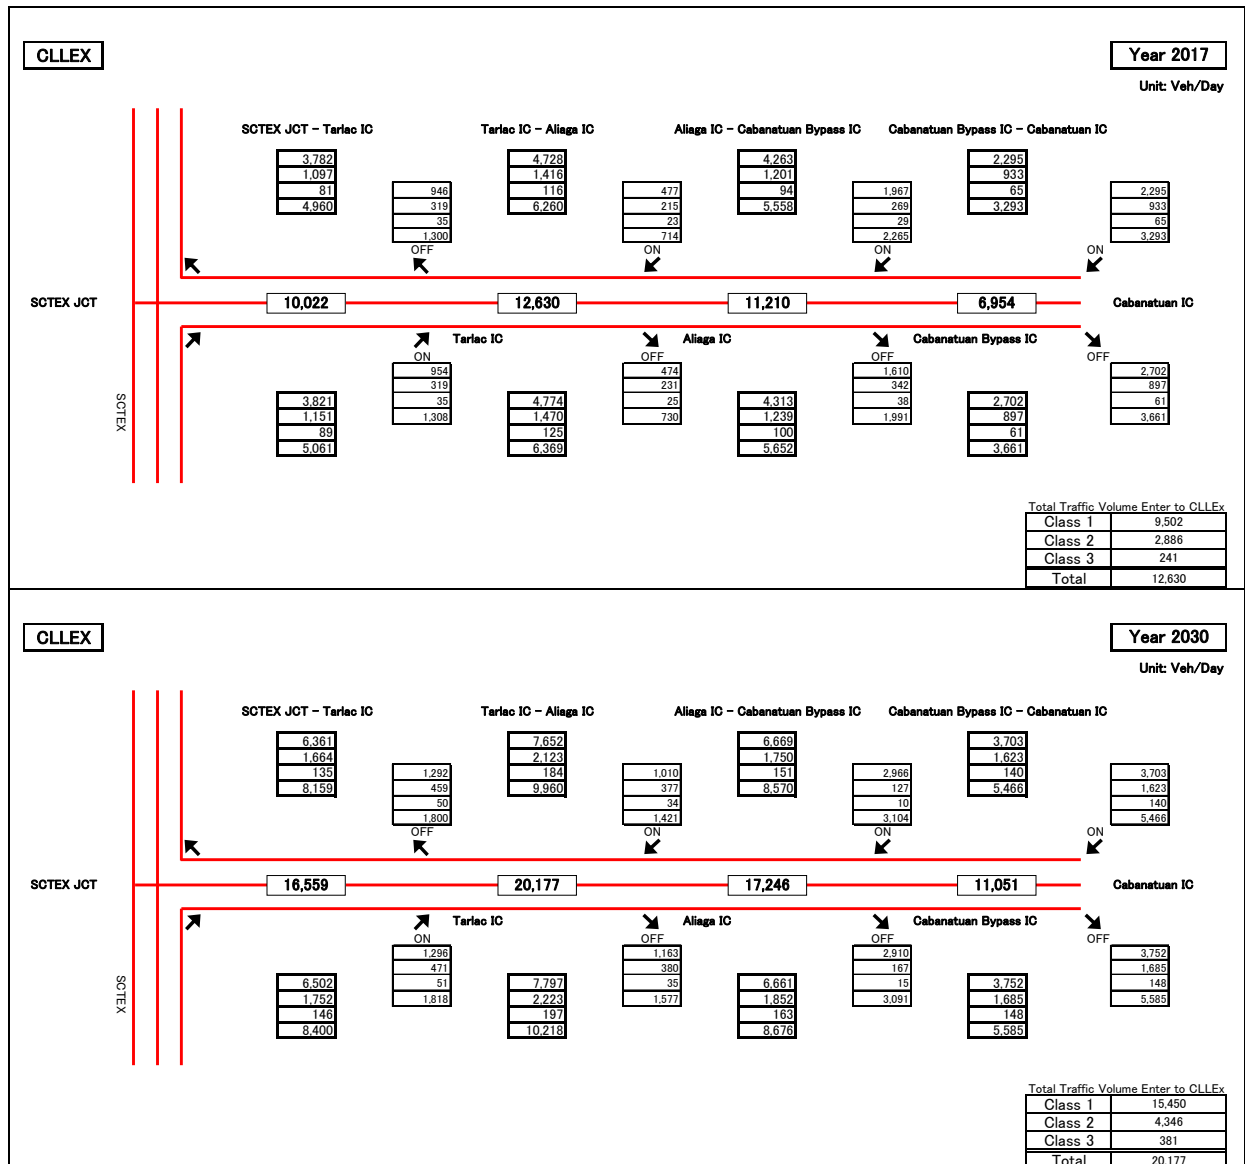 CLLEX
Year 2017
Unit: Veh/Day
SCTEX JCT - Tarlac IC
Tarlac IC - Aliaga IC
Aliaga IC - Cabanatuan Bypass IC
Cabanatuan Bypass IC - Cabanatuan IC
3,782 4,728 4,263 2,295
1,097 1,416 1,201 933
81 116 94 65
4,960 6,260 5,558 3,293
946 477 1,967 2,295
319 215 269 933
35 23 29 65
1,300 714 2,265 3,293
OFF ON ON ON
SCTEX JCT 10,022 12,630 11,210 6,954 Cabanatuan IC
Tarlac IC Aliaga IC Cabanatuan Bypass IC
ON OFF OFF OFF
954 474 1,610 2,702
319 231 342 897
35 25 38 61
1,308 730 1,991 3,661
SCTEX
3,821 4,774 4,313 2,702
1,151 1,470 1,239 897
89 125 100 61
5,061 6,369 5,652 3,661
Total Traffic Volume Enter to CLLEx
Class 1 9,502
Class 2 2,886
Class 3 241
Total 12,630
CLLEX
Year 2030
Unit: Veh/Day
SCTEX JCT - Tarlac IC
Tarlac IC - Aliaga IC
Aliaga IC - Cabanatuan Bypass IC
Cabanatuan Bypass IC - Cabanatuan IC
6,361 7,652 6,669 3,703
1,664 2,123 1,750 1,623
135 184 151 140
8,159 9,960 8,570 5,466
1,292 1,010 2,966 3,703
459 377 127 1,623
50 34 10 140
1,800 1,421 3,104 5,466
OFF ON ON ON
SCTEX JCT 16,559 20,177 17,246 11,051 Cabanatuan IC
Tarlac IC Aliaga IC Cabanatuan Bypass IC
ON OFF OFF OFF
1,296 1,163 2,910 3,752
471 380 167 1,685
51 35 15 148
1,818 1,577 3,091 5,585
SCTEX
6,502 7,797 6,661 3,752
1,752 2,223 1,852 1,685
146 197 163 148
8,400 10,218 8,676 5,585
Total Traffic Volume Enter to CLLEx
Class 1 15,450
Class 2 4,346
Class 3 381
Total 20,177